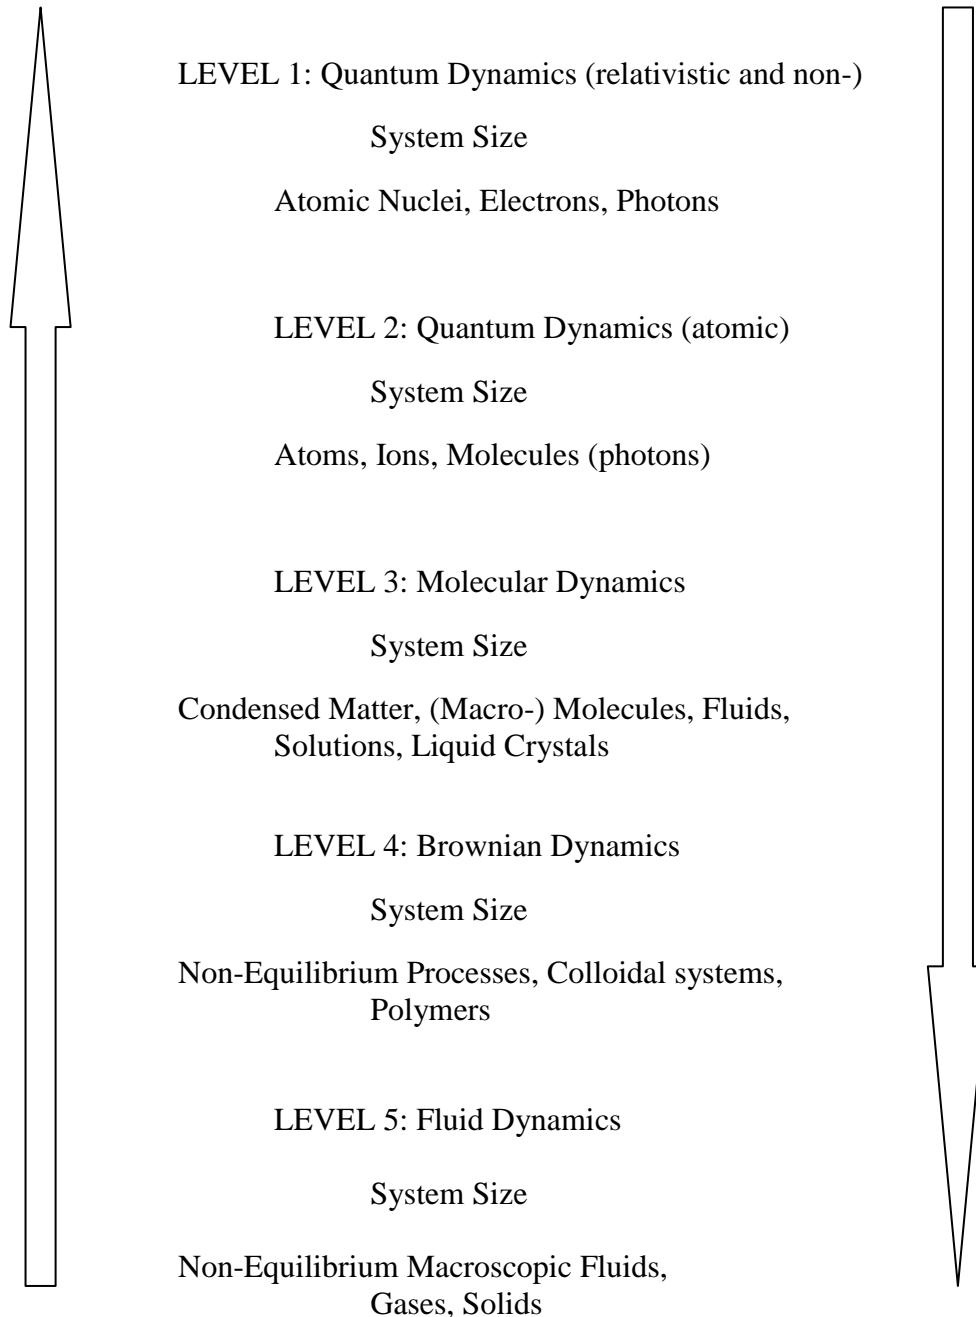 LEVEL 1: Quantum Dynamics (relativistic and non-)
System Size
Atomic Nuclei, Electrons, Photons
LEVEL 2: Quantum Dynamics (atomic)
System Size
Atoms, Ions, Molecules (photons)
LEVEL 3: Molecular Dynamics
System Size
Condensed Matter, (Macro-) Molecules, Fluids,
Solutions, Liquid Crystals
LEVEL 4: Brownian Dynamics
System Size
Non-Equilibrium Processes, Colloidal systems,
Polymers
LEVEL 5: Fluid Dynamics
System Size
Non-Equilibrium Macroscopic Fluids,
Gases, Solids